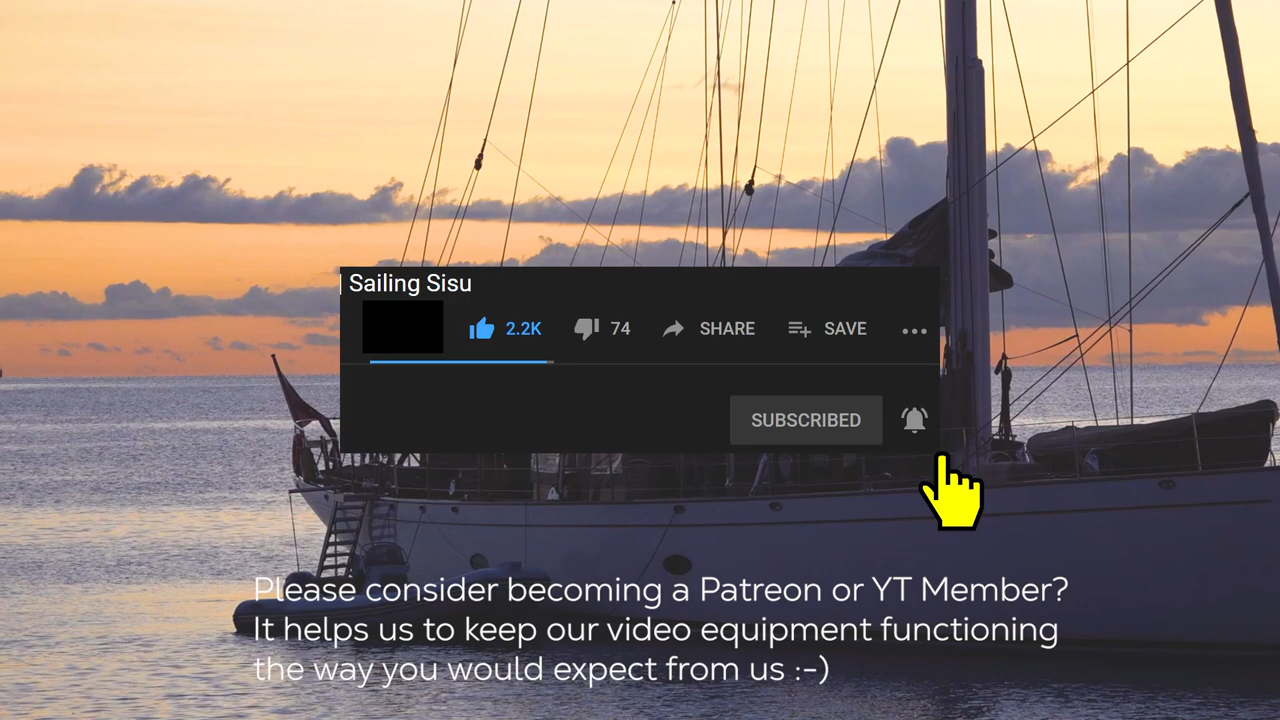 Sailing Sisu
2.2K 74 SHARE SAVE
SUBSCRIBED
Please consider becoming a Patreon or YT Member?
It helps us to keep our video equipment functioning
the way you would expect from us :-)